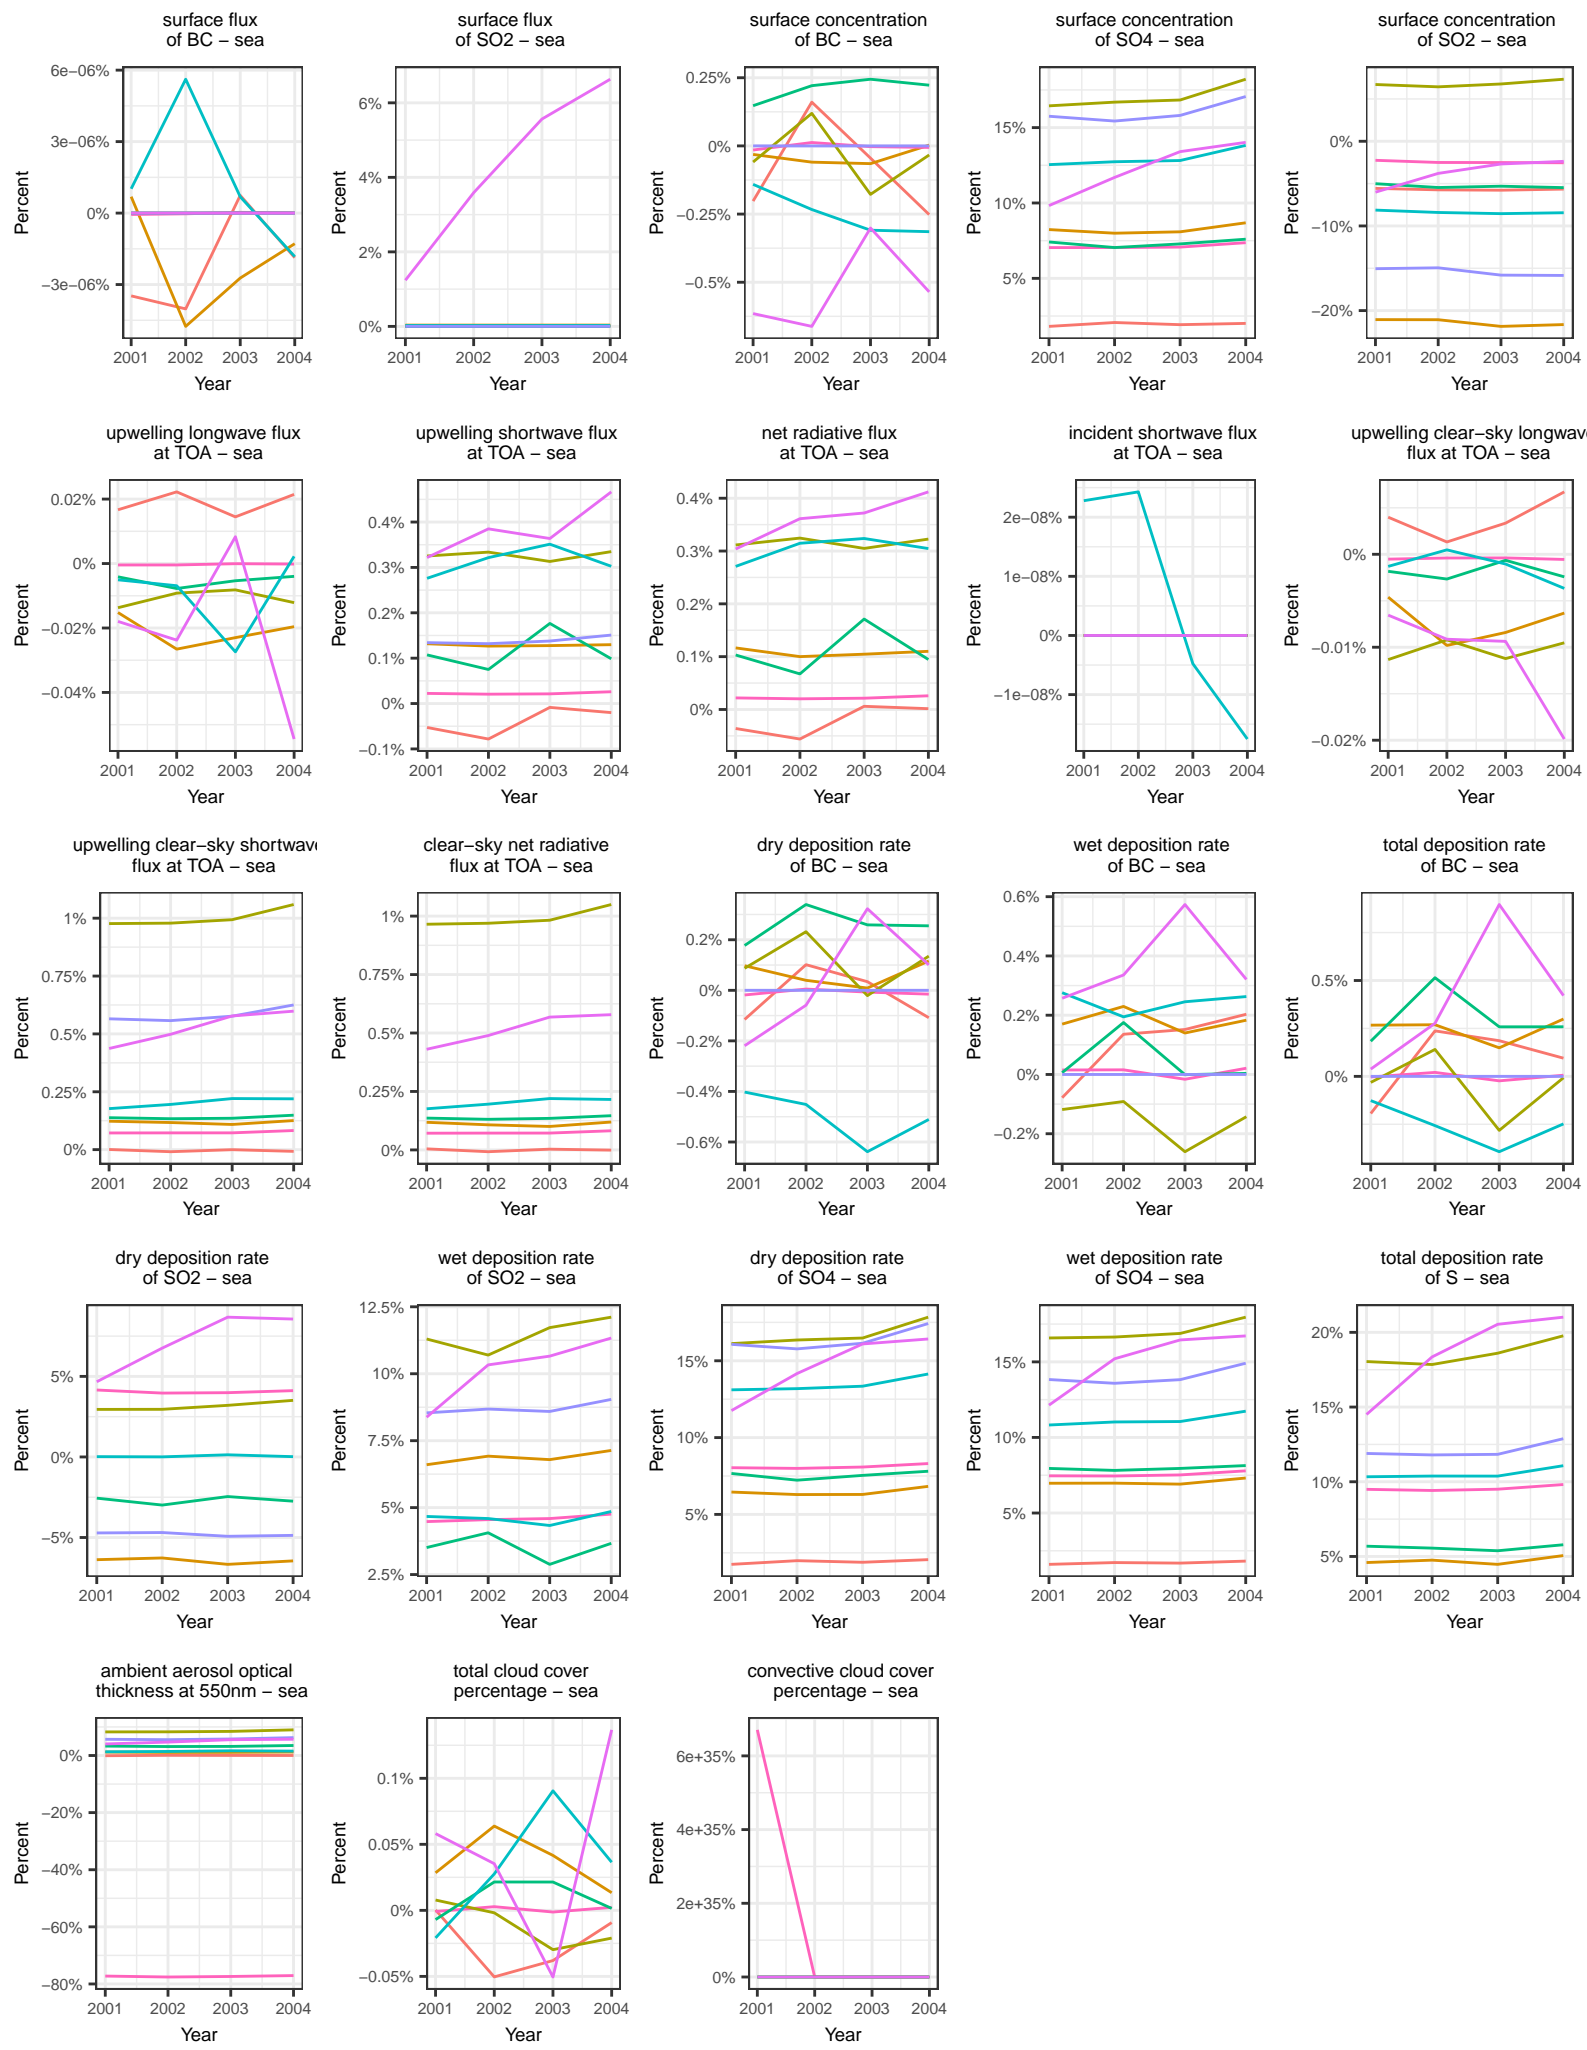 surface flux
of BC − sea
6e−06%
3e−06%
0%
−3e−06%
Percent
2001 2002 2003 2004
Year
surface flux
of SO2 − sea
6%
4%
2%
0%
Percent
2001 2002 2003 2004
Year
surface concentration
of BC − sea
0.25%
0%
−0.25%
−0.5%
Percent
2001 2002 2003 2004
Year
surface concentration
of SO4 − sea
15%
10%
5%
Percent
2001 2002 2003 2004
Year
surface concentration
of SO2 − sea
0%
−10%
−20%
Percent
2001 2002 2003 2004
Year
upwelling longwave flux
at TOA − sea
0.02%
0%
−0.02%
−0.04%
Percent
2001 2002 2003 2004
Year
upwelling shortwave flux
at TOA − sea
0.4%
0.3%
0.2%
0.1%
0%
−0.1%
Percent
2001 2002 2003 2004
Year
net radiative flux
at TOA − sea
0.4%
0.3%
0.2%
0.1%
0%
Percent
2001 2002 2003 2004
Year
incident shortwave flux
at TOA − sea
2e−08%
1e−08%
0%
−1e−08%
Percent
2001 2002 2003 2004
Year
upwelling clear−sky longwav
flux at TOA − sea
0%
−0.01%
−0.02%
Percent
2001 2002 2003 2004
Year
upwelling clear−sky shortwav
flux at TOA − sea
1%
0.75%
0.5%
0.25%
0%
Percent
2001 2002 2003 2004
Year
clear−sky net radiative
flux at TOA − sea
1%
0.75%
0.5%
0.25%
0%
Percent
2001 2002 2003 2004
Year
dry deposition rate
of BC − sea
0.2%
0%
−0.2%
−0.4%
−0.6%
Percent
2001 2002 2003 2004
Year
wet deposition rate
of BC − sea
0.6%
0.4%
0.2%
0%
−0.2%
Percent
2001 2002 2003 2004
Year
total deposition rate
of BC − sea
0.5%
0%
Percent
2001 2002 2003 2004
Year
dry deposition rate
of SO2 − sea
5%
0%
−5%
Percent
2001 2002 2003 2004
Year
wet deposition rate
of SO2 − sea
12.5%
10%
7.5%
5%
2.5%
Percent
2001 2002 2003 2004
Year
dry deposition rate
of SO4 − sea
15%
10%
5%
Percent
2001 2002 2003 2004
Year
wet deposition rate
of SO4 − sea
15%
10%
5%
Percent
2001 2002 2003 2004
Year
total deposition rate
of S − sea
20%
15%
10%
5%
Percent
2001 2002 2003 2004
Year
ambient aerosol optical
thickness at 550nm − sea
0%
−20%
−40%
−60%
−80%
Percent
2001 2002 2003 2004
Year
total cloud cover
percentage − sea
0.1%
0.05%
0%
−0.05%
Percent
2001 2002 2003 2004
Year
convective cloud cover
percentage − sea
6e+35%
4e+35%
2e+35%
0%
Percent
2001 2002 2003 2004
Year